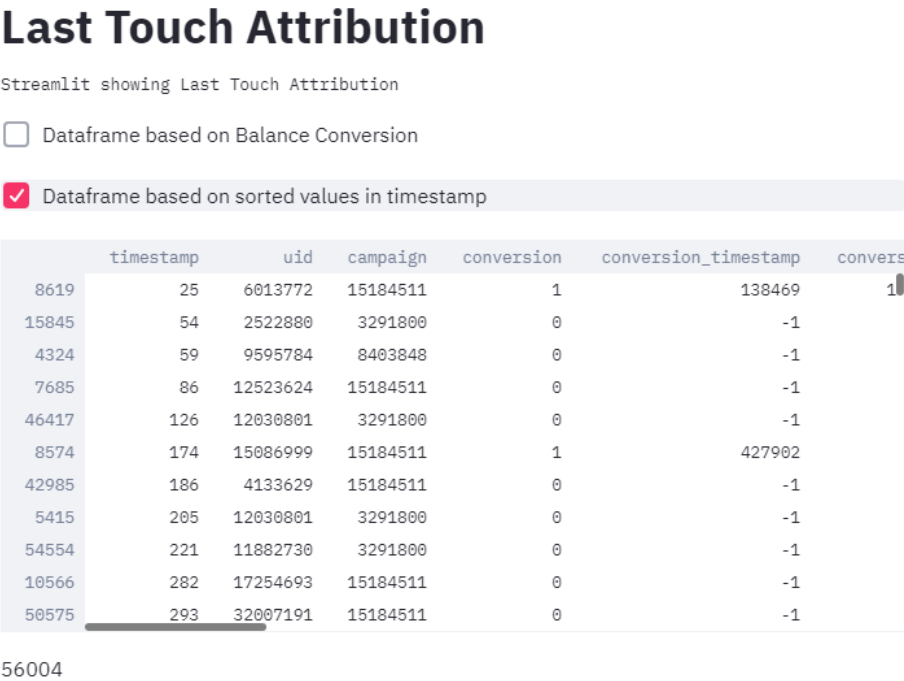 Last Touch Attribution
Streamlit showing Last Touch Attribution
Dataframe based on Balance Conversion
Dataframe based on sorted values in timestamp
timestamp uid campaign conversion conversion_timestamp convers
8619 25 6013772 15184511 1 138469 1
15845 54 2522880 3291800 0 -1
4324 59 9595784 8403848 0 -1
7685 86 12523624 15184511 0 -1
46417 126 12030801 3291800 0 -1
8574 174 15086999 15184511 1 427902
42985 186 4133629 15184511 0 -1
5415 205 12030801 3291800 0 -1
54554 221 11882730 3291800 0 -1
10566 282 17254693 15184511 0 -1
50575 293 32007191 15184511 0 -1
56004